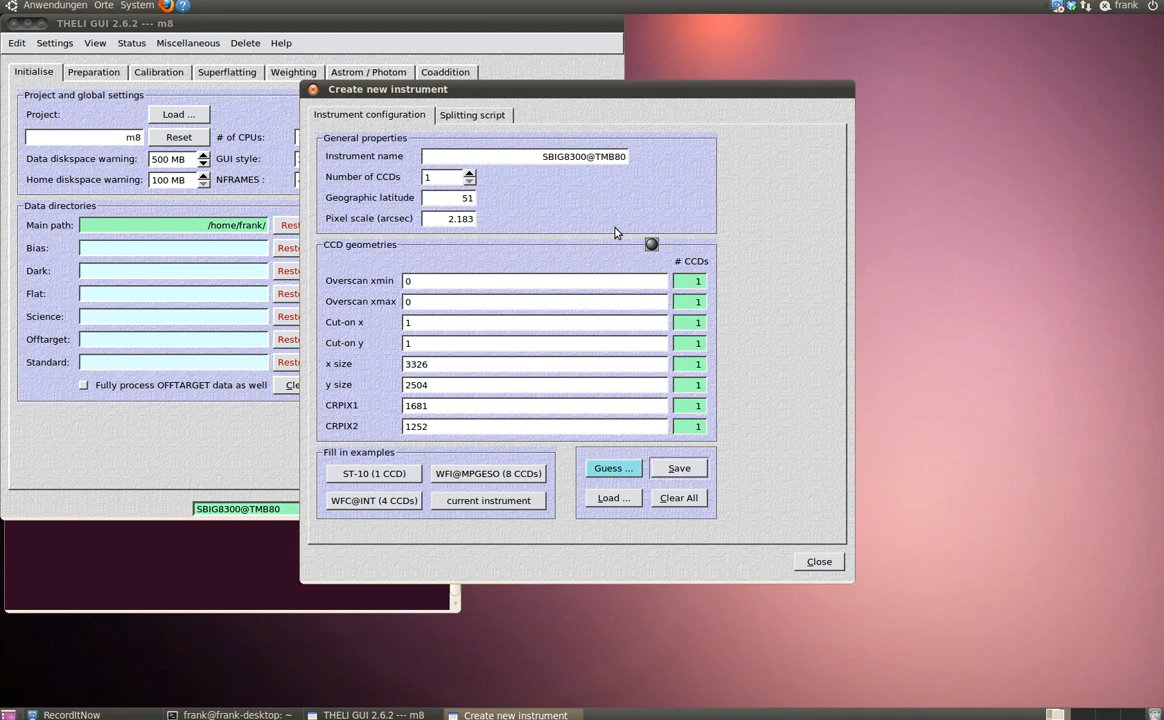 Anwendungen Orte System frank
THELI GUI 2.6.2 --- m8
Edit Settings View Status Miscellaneous Delete Help
Initialise Preparation Calibration Superflatting Weighting Astrom / Photom Coaddition
Project and global settings
Project: Load ...
m8 Reset # of CPUs:
Data diskspace warning: 500 MB GUI style:
Home diskspace warning: 100 MB NFRAMES :
Data directories
Main path: /home/frank/ Rest
Bias: Rest
Dark: Rest
Flat: Rest
Science: Rest
Offtarget: Rest
Standard: Rest
Fully process OFFTARGET data as well Cle
SBIG8300@TMB80
Create new instrument
Instrument configuration Splitting script
General properties
Instrument name SBIG8300@TMB80
Number of CCDs 1
Geographic latitude 51
Pixel scale (arcsec) 2.183
CCD geometries
# CCDs
Overscan xmin 0 1
Overscan xmax 0 1
Cut-on x 1 1
Cut-on y 1 1
x size 3326 1
y size 2504 1
CRPIX1 1681 1
CRPIX2 1252 1
Fill in examples
ST-10 (1 CCD) WFI@MPGESO (8 CCDs)
WFC@INT (4 CCDs) current instrument
Guess ... Save
Load ... Clear All
Close
RecordItNow frank@frank-desktop: ~ THELI GUI 2.6.2 --- m8 Create new instrument